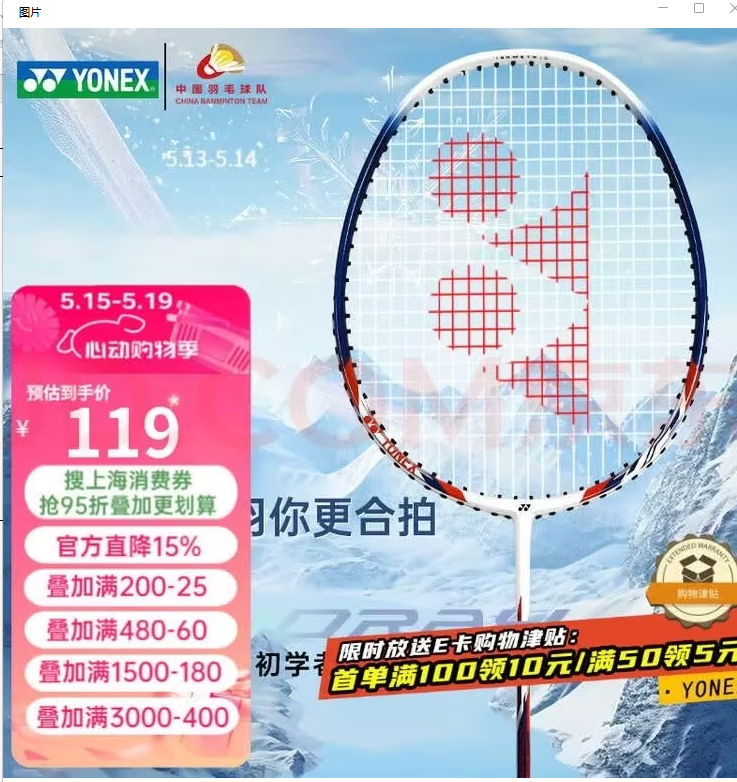 图片
YONEX
中国羽毛球队
CHINA BANMINTON TEAM
5.13-5.14
ISOMETRIC
5.15-5.19
心动购物季
预估到手价
¥119
搜上海消费券
抢95折叠加更划算
官方直降15%
叠加满200-25
叠加满480-60
叠加满1500-180
叠加满3000-400
YONEX
羽你更合拍
EXTENDED WARRANTY
购物津贴
初学者
限时放送E卡购物津贴:
首单满100领10元/满50领5元
· YONE